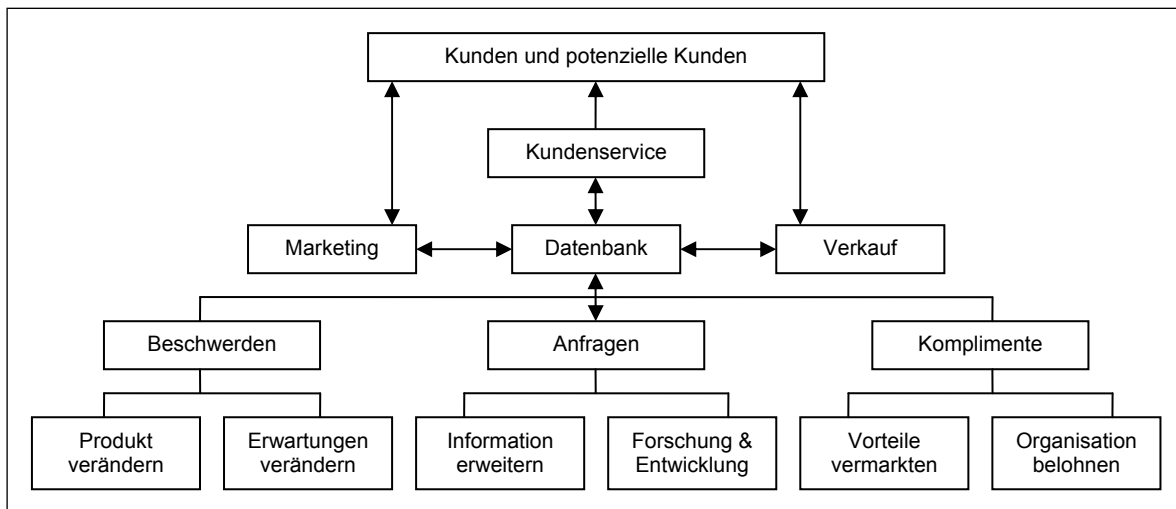 Kunden und potenzielle Kunden
Kundenservice
Marketing
Datenbank
Verkauf
Beschwerden
Anfragen
Komplimente
Produkt
verändern
Erwartungen
verändern
Information
erweitern
Forschung &
Entwicklung
Vorteile
vermarkten
Organisation
belohnen